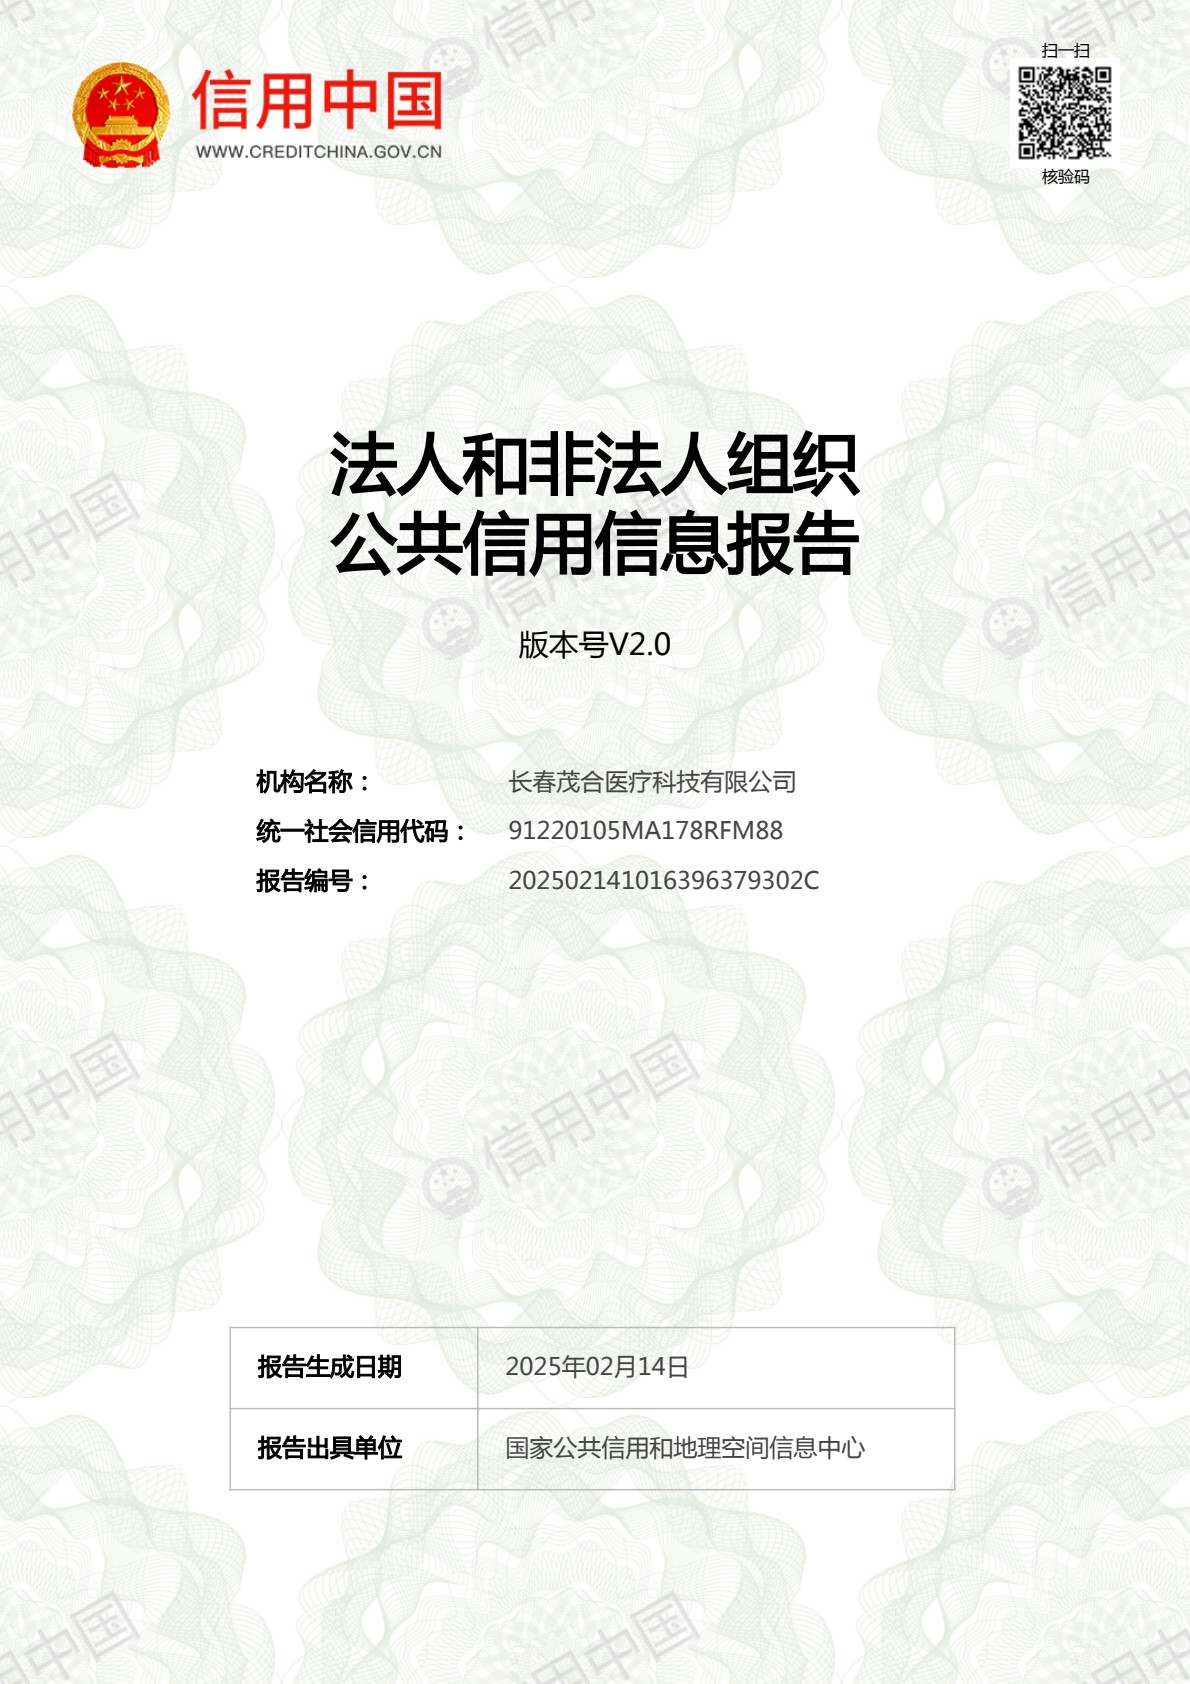 扫一扫
信用中国
WWW.CREDITCHINA.GOV.CN
核验码
法人和非法人组织
公共信用信息报告
版本号V2.0
机构名称：
长春茂合医疗科技有限公司
统一社会信用代码：
91220105MA178RFM88
报告编号：
202502141016396379302C
报告生成日期
2025年02月14日
报告出具单位
国家公共信用和地理空间信息中心